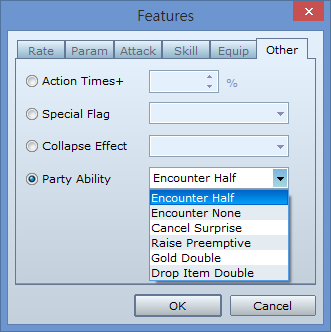 Features
Rate Param Attack Skill Equip Other
Action Times+ %
Special Flag
Collapse Effect
Party Ability Encounter Half
Encounter Half
Encounter None
Cancel Surprise
Raise Preemptive
Gold Double
Drop Item Double
OK Cancel